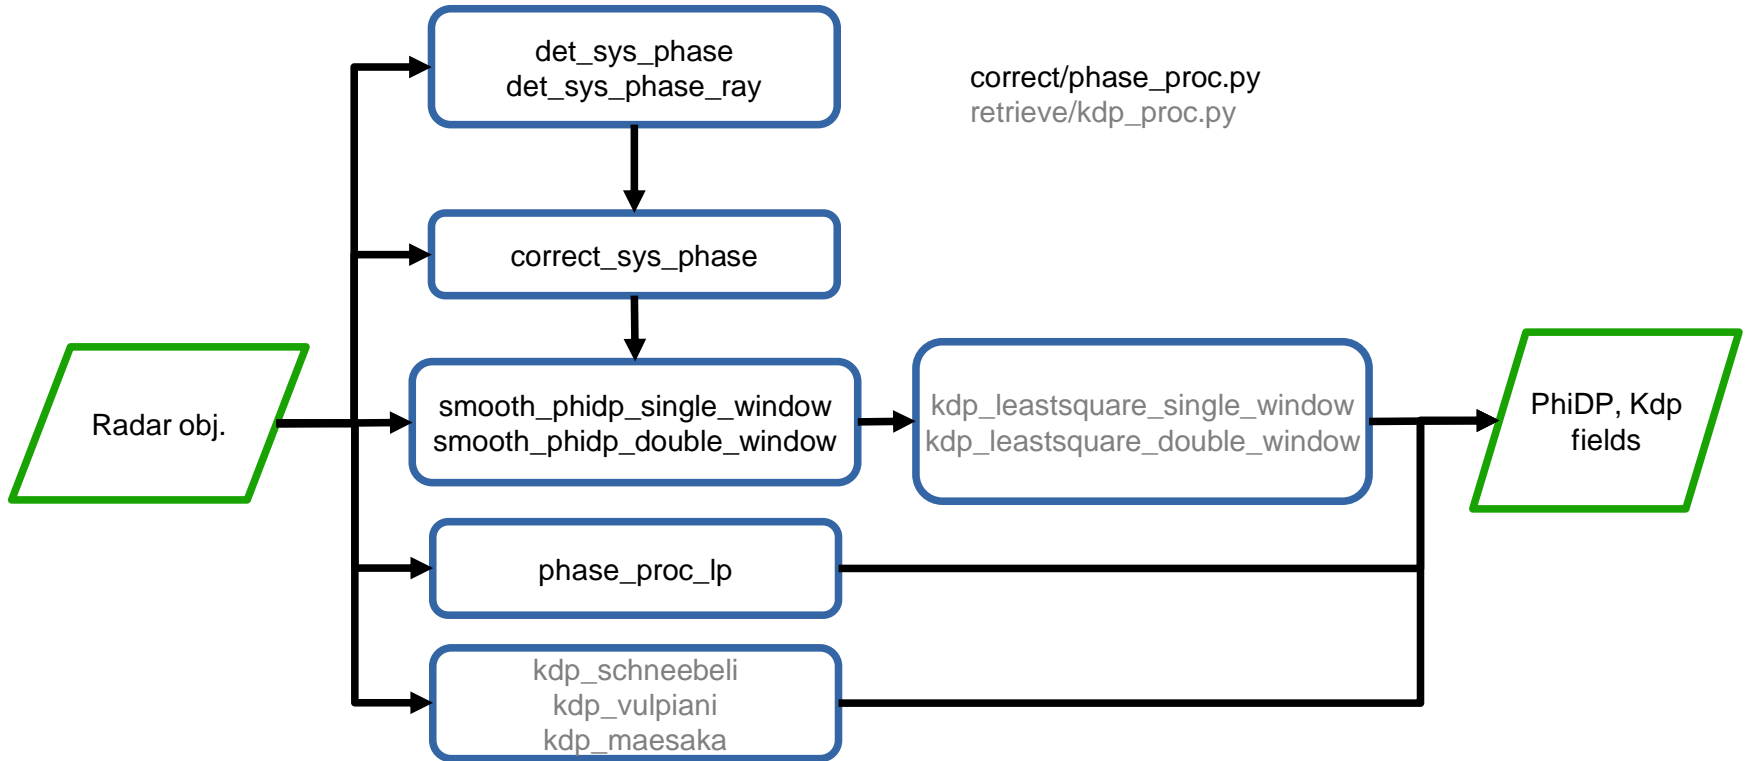 det_sys_phase
det_sys_phase_ray
correct/phase_proc.py
retrieve/kdp_proc.py
correct_sys_phase
Radar obj.
smooth_phidp_single_window
smooth_phidp_double_window
kdp_leastsquare_single_window
kdp_leastsquare_double_window
PhiDP, Kdp
fields
phase_proc_lp
kdp_schneebeli
kdp_vulpiani
kdp_maesaka